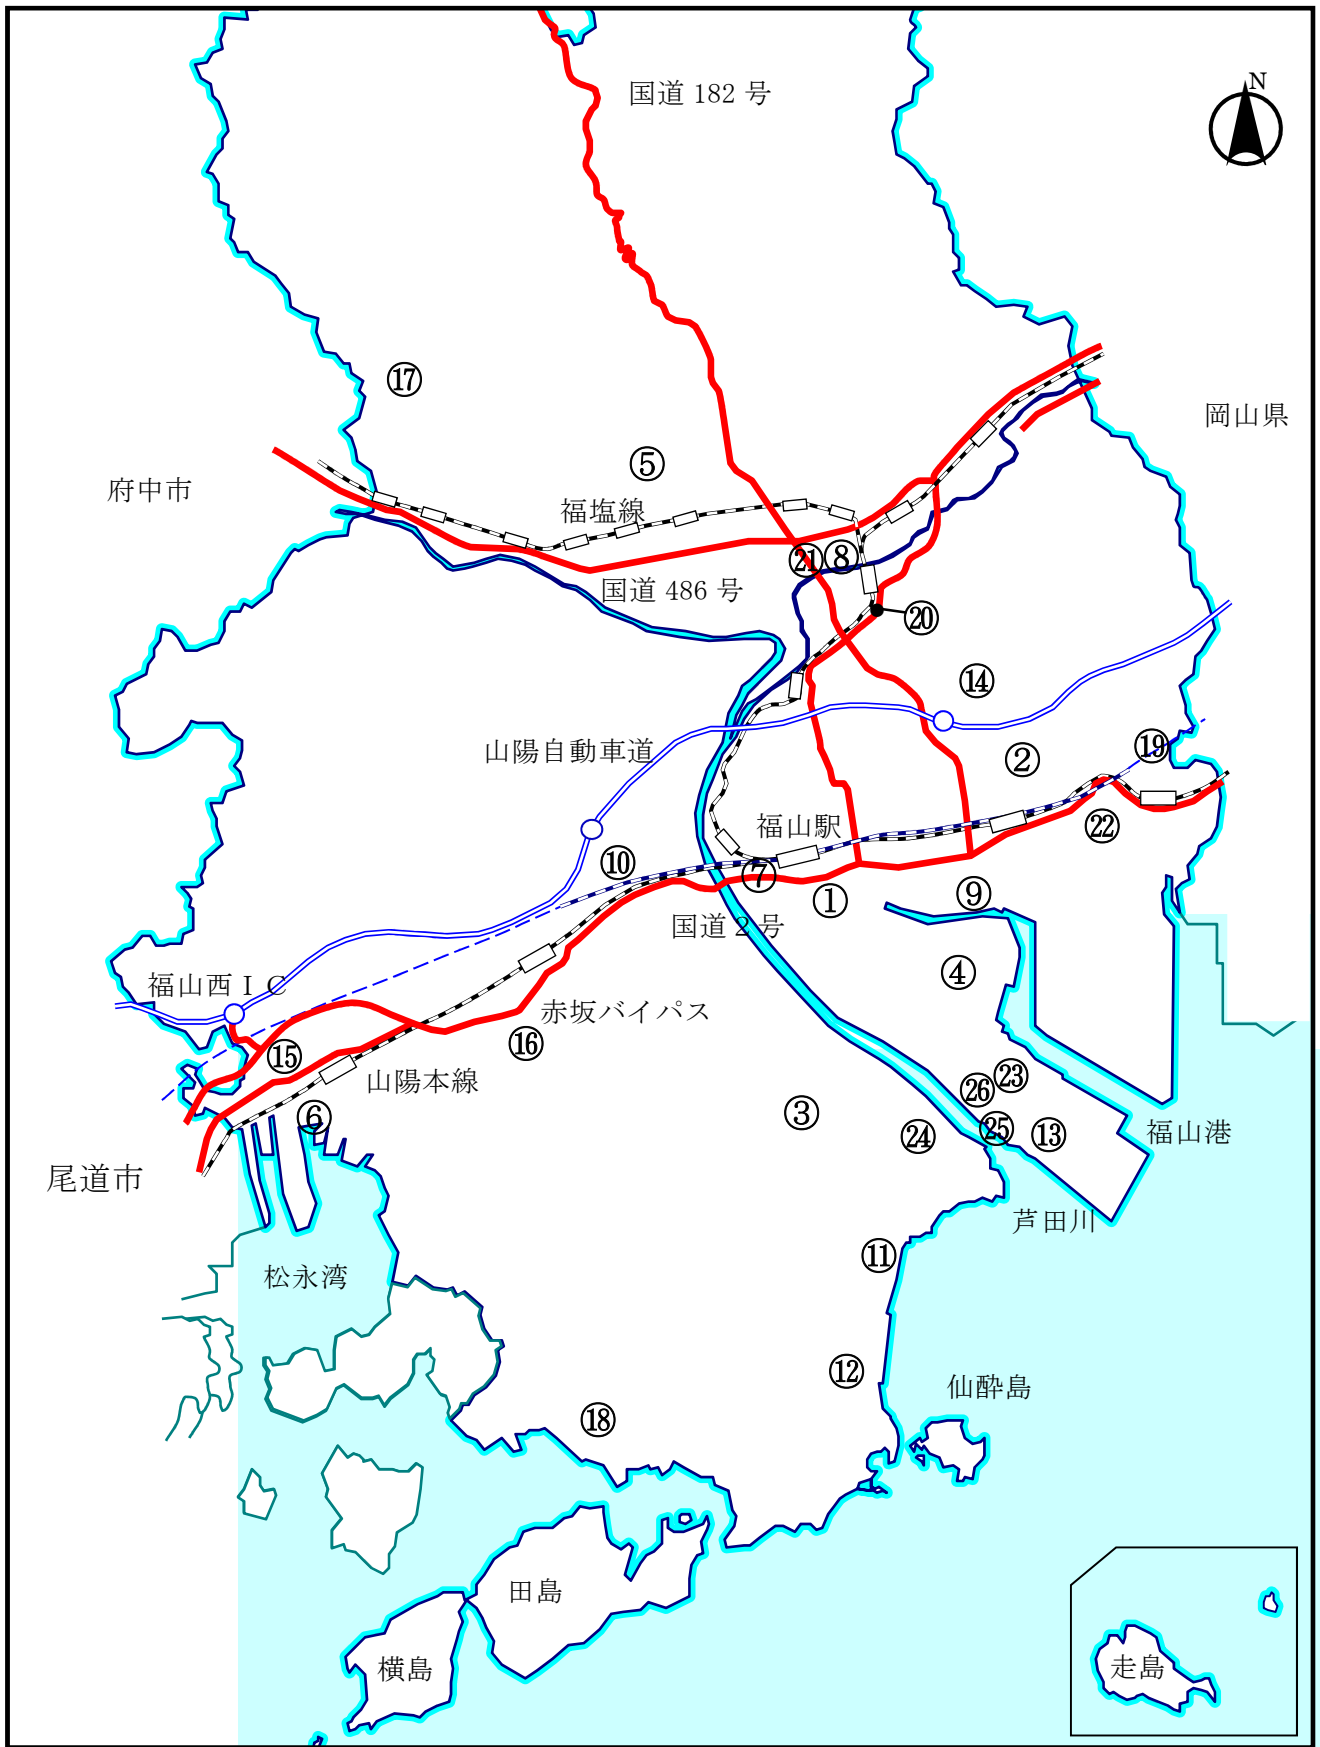 N
国道 182 号
⑰
岡山県
⑤
府中市
福塩線
㉑
⑧
国道 486 号
⑳
⑭
山陽自動車道
⑲
②
福山駅
㉒
⑩
⑦
①
⑨
国道 2 号
④
福山西ＩＣ
赤坂バイパス
⑯
⑮
山陽本線
㉓
㉖
⑥
③
㉕
㉔
⑬
福山港
尾道市
芦田川
⑪
松永湾
⑫
仙酔島
⑱
田島
横島
走島